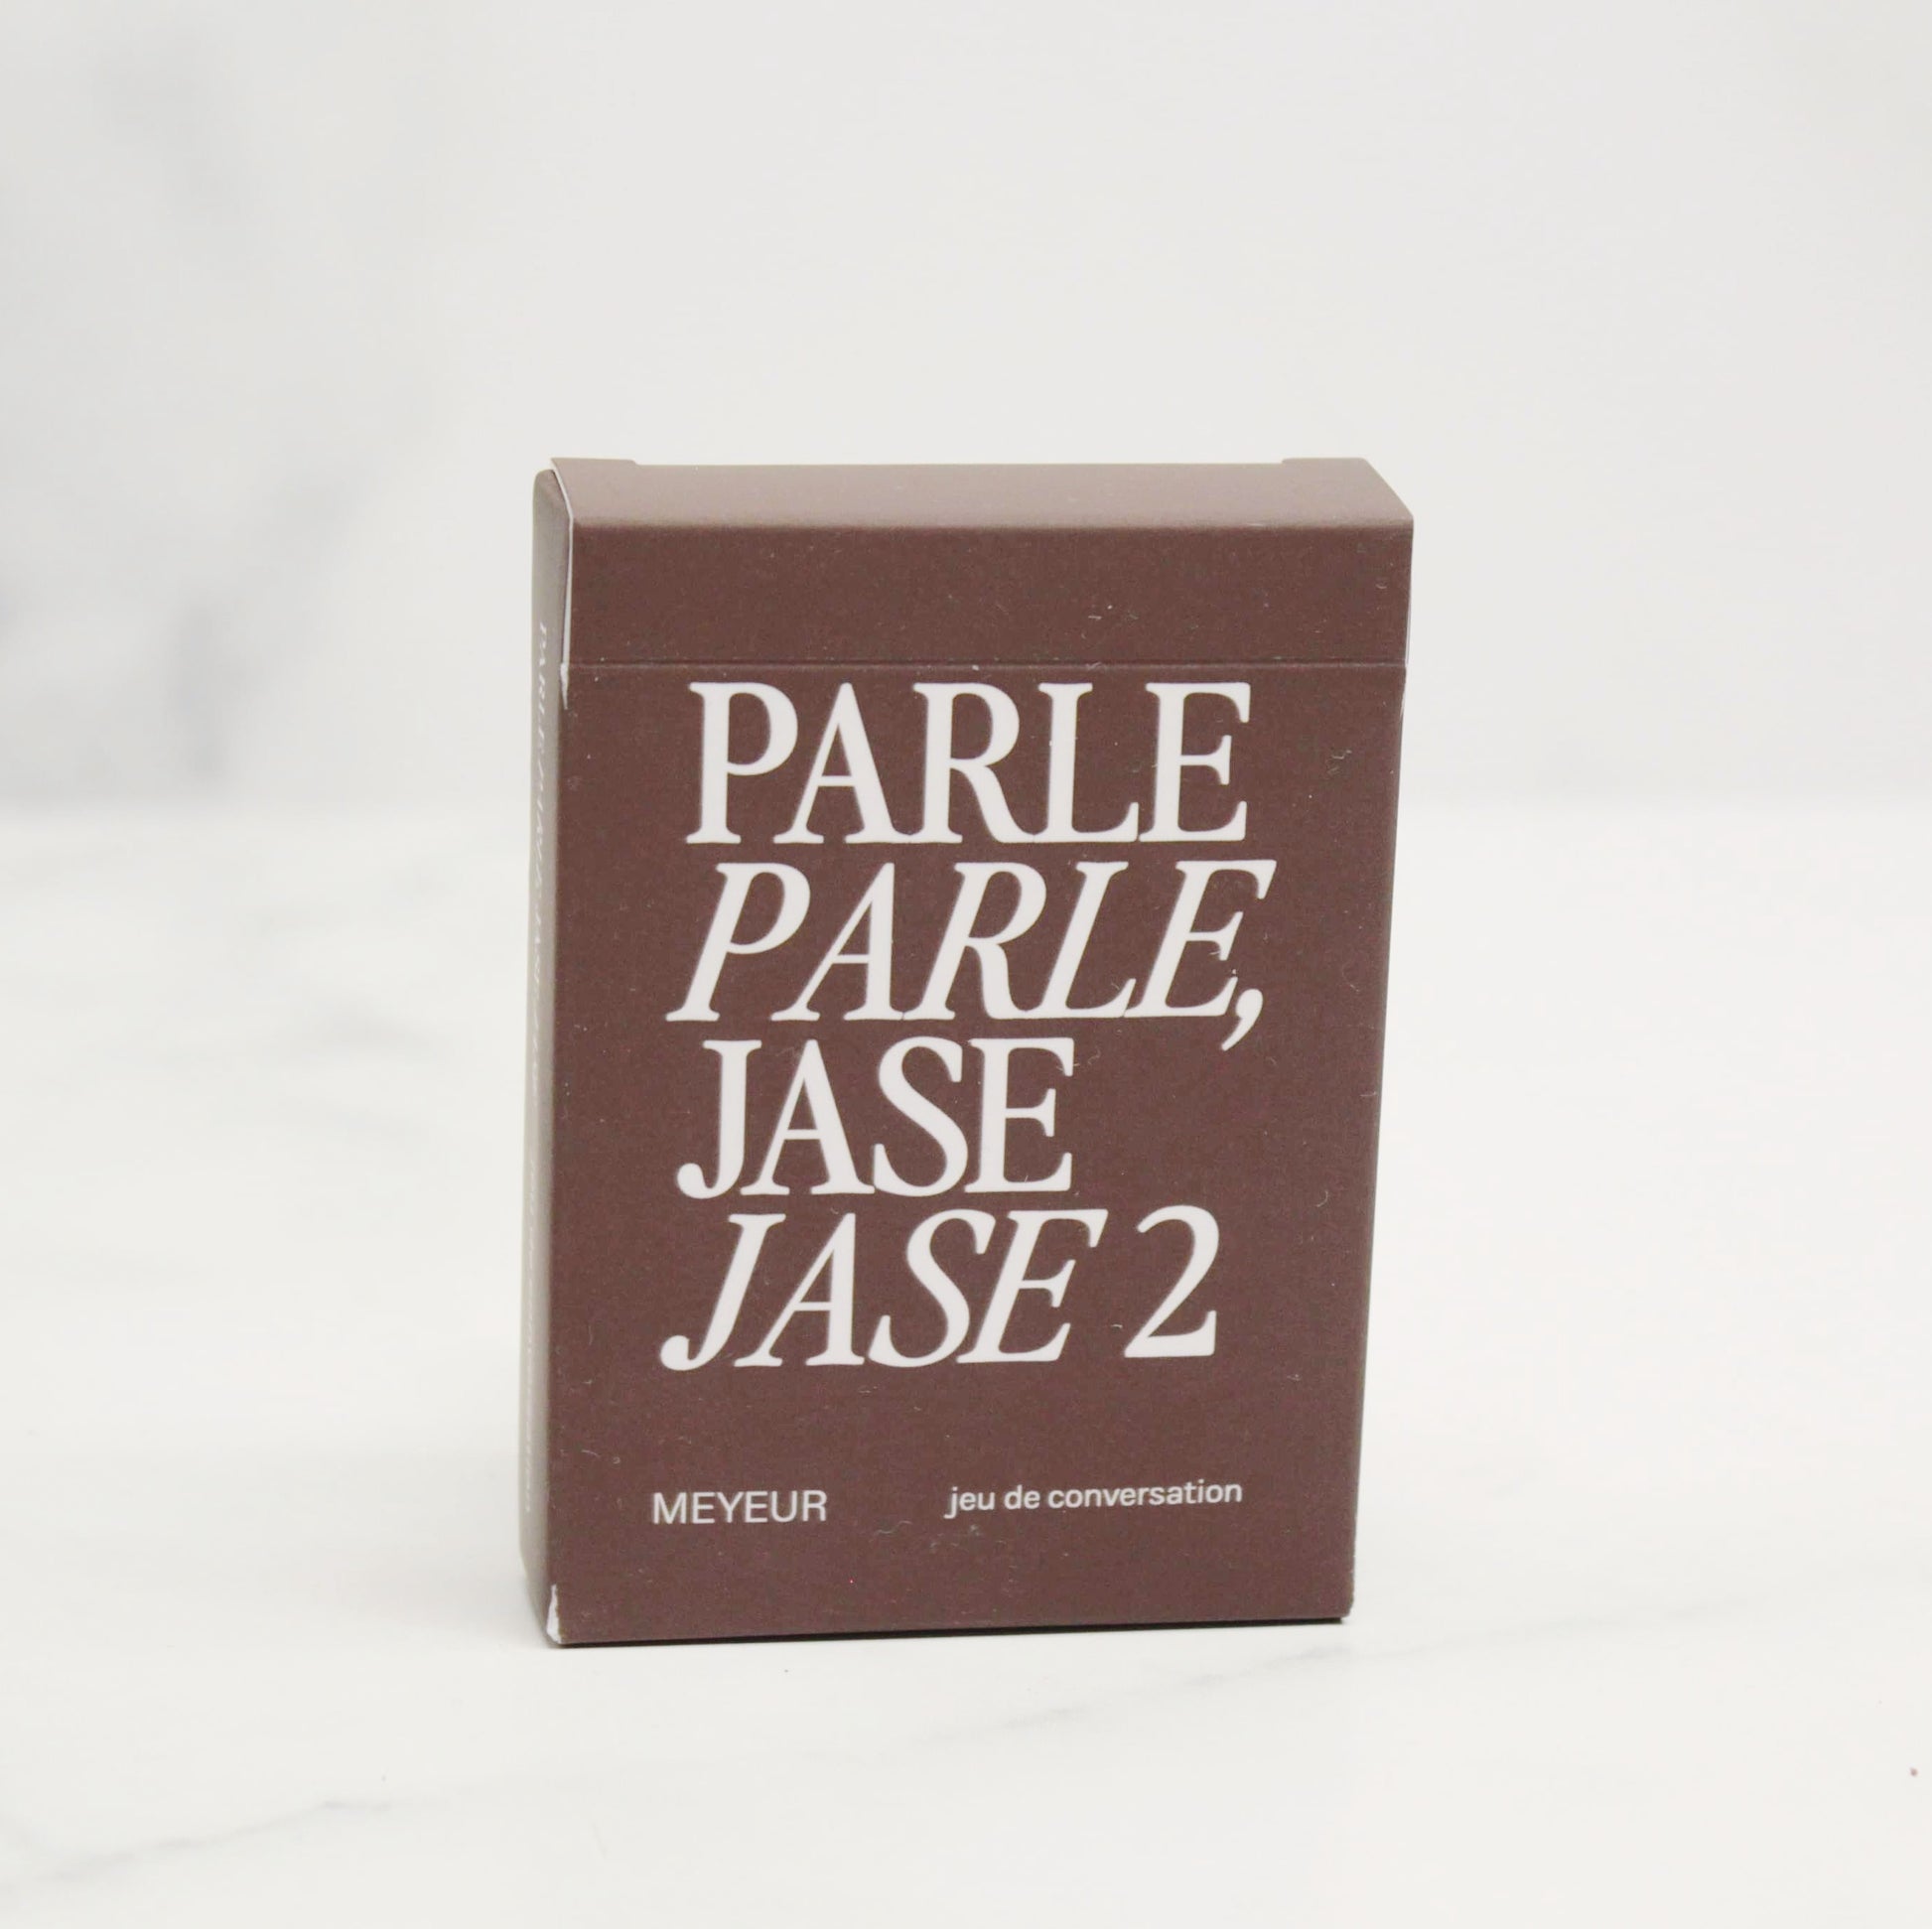 PARLE
PARLE,
JASE
JASE 2
MEYEUR
jeu de conversation